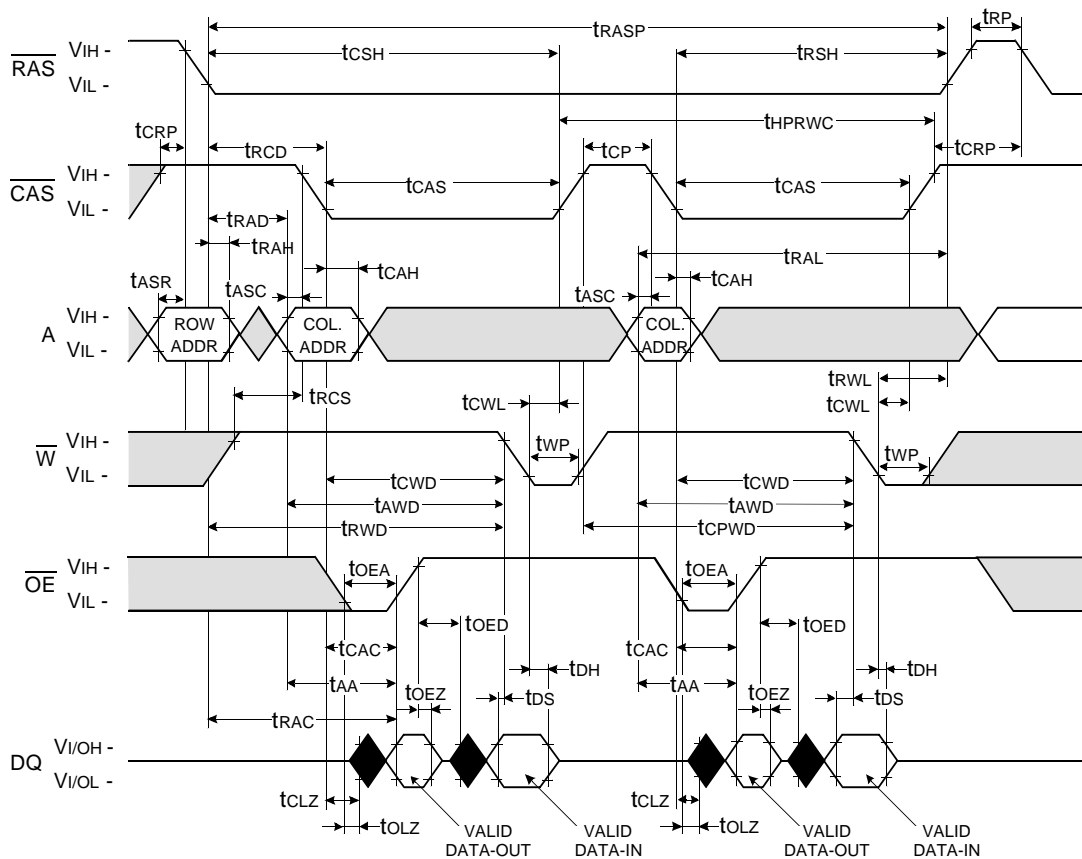 tRASP
tRP
RAS
VIH -
VIL -
tCSH
tRSH
tHPRWC
tCRP
tRCD
tCP
tCRP
CAS
VIH -
VIL -
tCAS
tCAS
tRAD
tRAH
tCAH
tRAL
tCAH
tASR
tASC
tASC
A
VIH -
VIL -
ROW
ADDR
COL.
ADDR
COL.
ADDR
tRWL
tRCS
tCWL
tCWL
W
VIH -
VIL -
tWP
tWP
tCWD
tCWD
tAWD
tAWD
tRWD
tCPWD
OE
VIH -
VIL -
tOEA
tOEA
tOED
tOED
tCAC
tCAC
tDH
tDH
tAA
tAA
tOEZ
tDS
tOEZ
tDS
tRAC
DQ
VI/OH -
VI/OL -
tCLZ
tCLZ
tOLZ
tOLZ
VALID
DATA-OUT
VALID
DATA-IN
VALID
DATA-OUT
VALID
DATA-IN